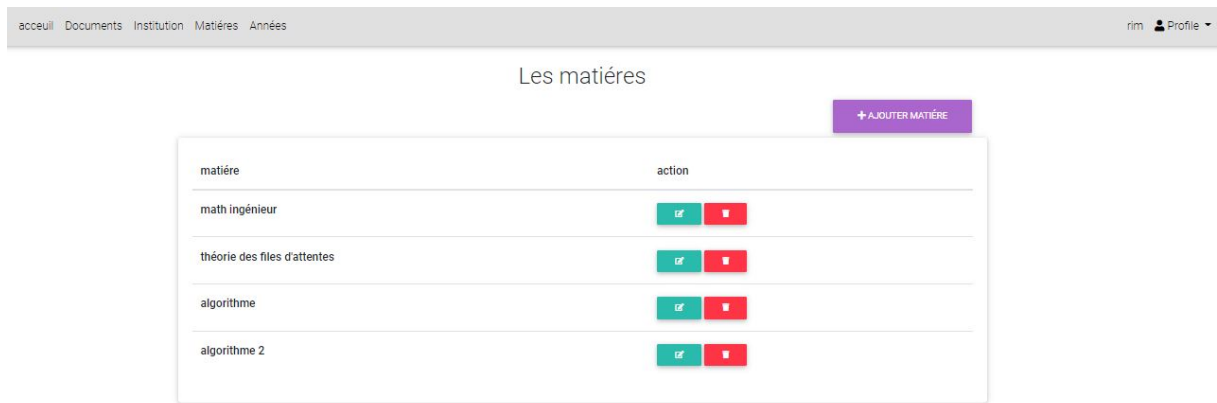 acceuil Documents Institution Matiéres Années rim Profile
Les matiéres
+ AJOUTER MATIÉRE
matiére action
math ingénieur
théorie des files d'attentes
algorithme
algorithme 2